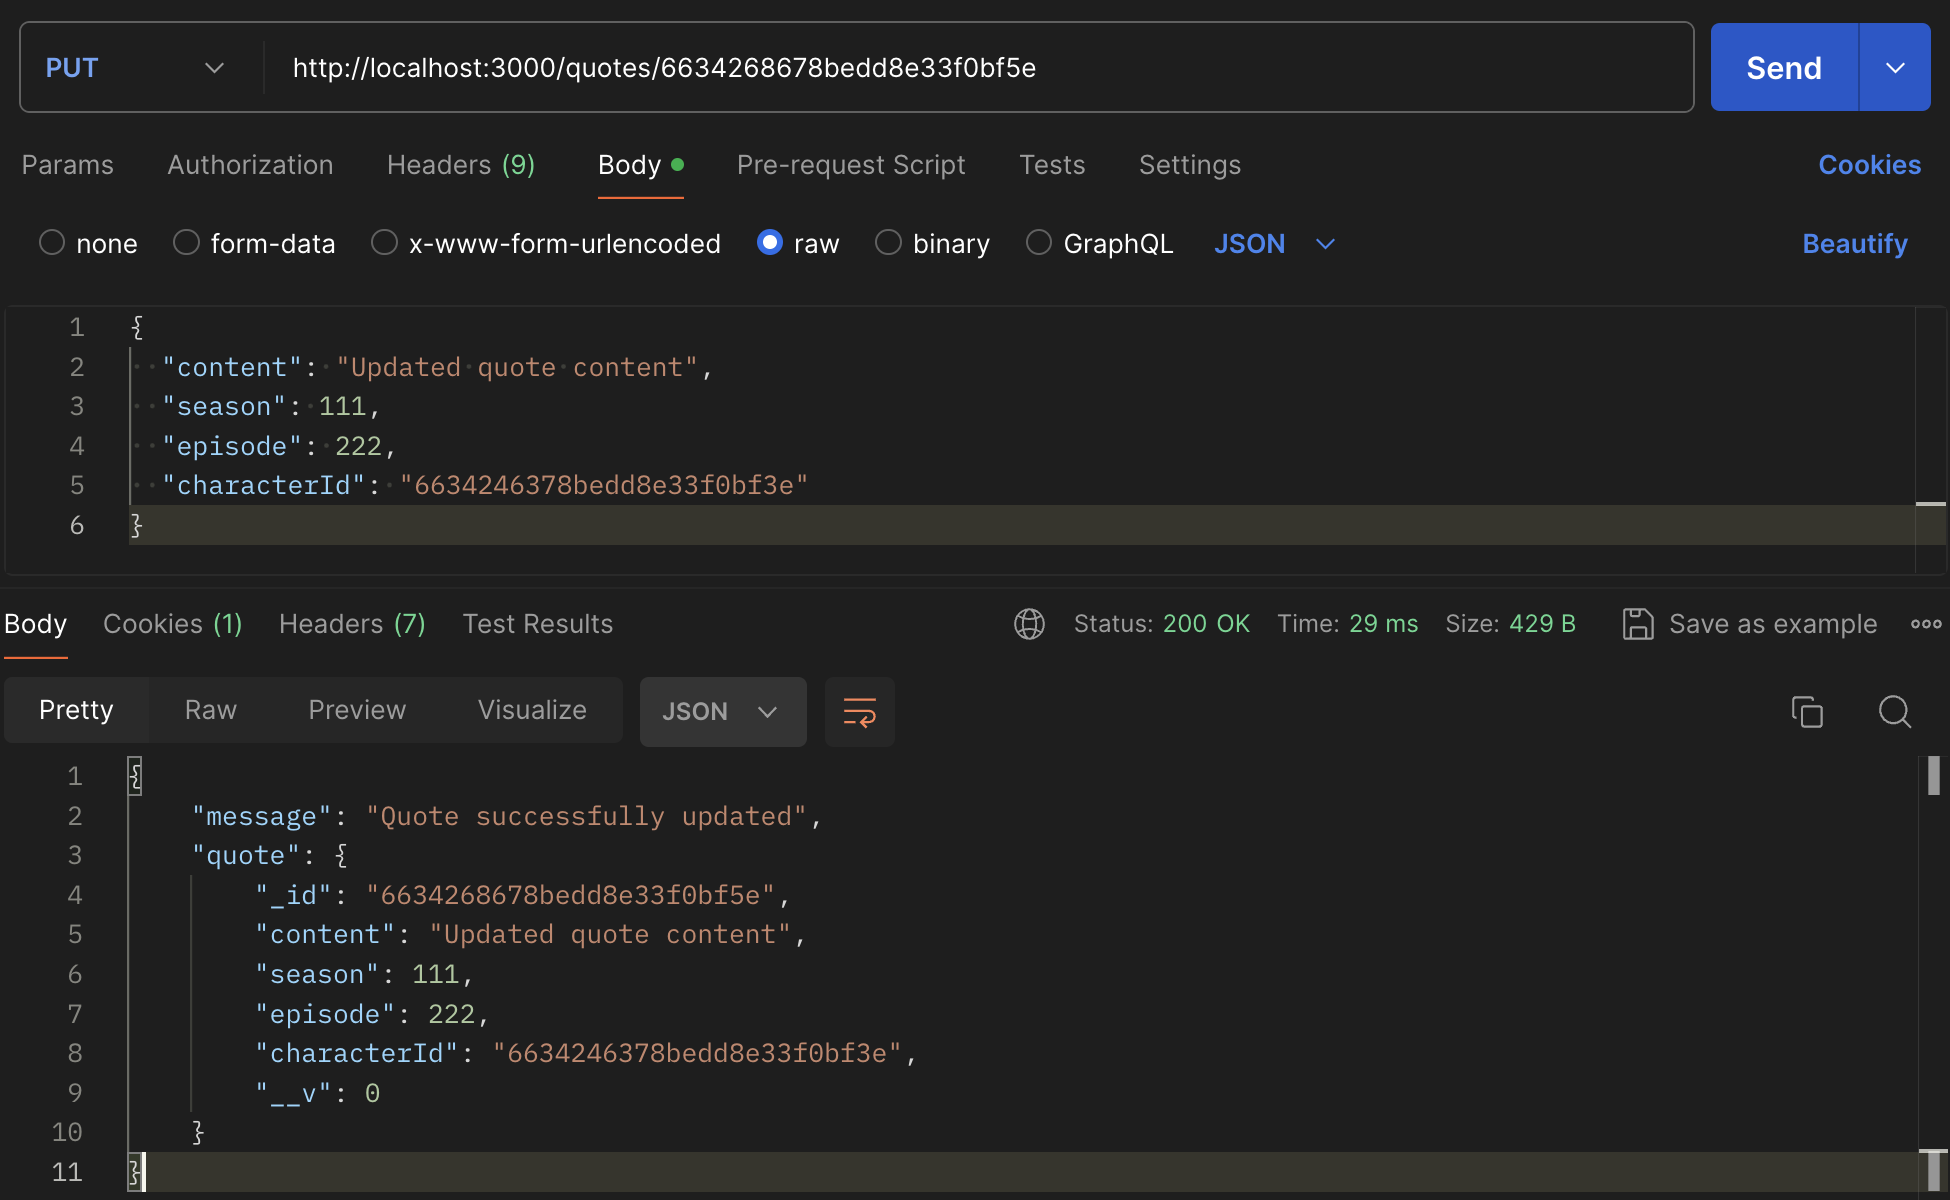 PUT http://localhost:3000/quotes/6634268678bedd8e33f0bf5e Send
Params Authorization Headers (9) Body Pre-request Script Tests Settings Cookies
none form-data x-www-form-urlencoded raw binary GraphQL JSON Beautify
1 {
2 "content": "Updated quote content",
3 "season": 111,
4 "episode": 222,
5 "characterId": "6634246378bedd8e33f0bf3e"
6 }
Body Cookies (1) Headers (7) Test Results Status: 200 OK Time: 29 ms Size: 429 B Save as example
Pretty Raw Preview Visualize JSON
1 {
2 "message": "Quote successfully updated",
3 "quote": {
4 "_id": "6634268678bedd8e33f0bf5e",
5 "content": "Updated quote content",
6 "season": 111,
7 "episode": 222,
8 "characterId": "6634246378bedd8e33f0bf3e",
9 "__v": 0
10 }
11 }